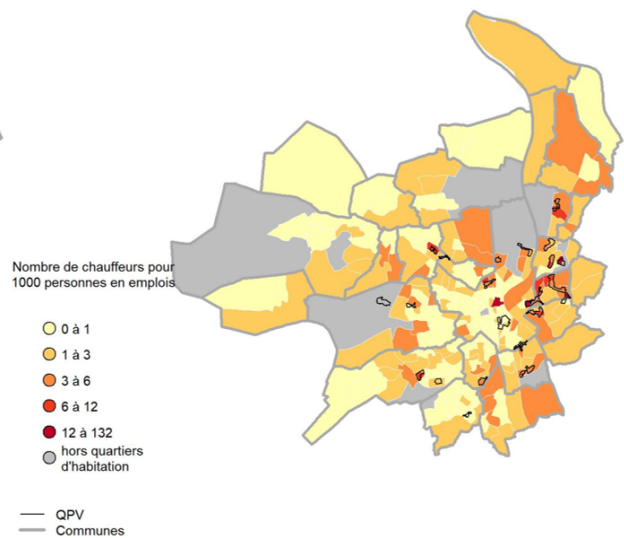 Nombre de chauffeurs pour
1000 personnes en emplois
0 à 1
1 à 3
3 à 6
6 à 12
12 à 132
hors quartiers
d'habitation
QPV
Communes